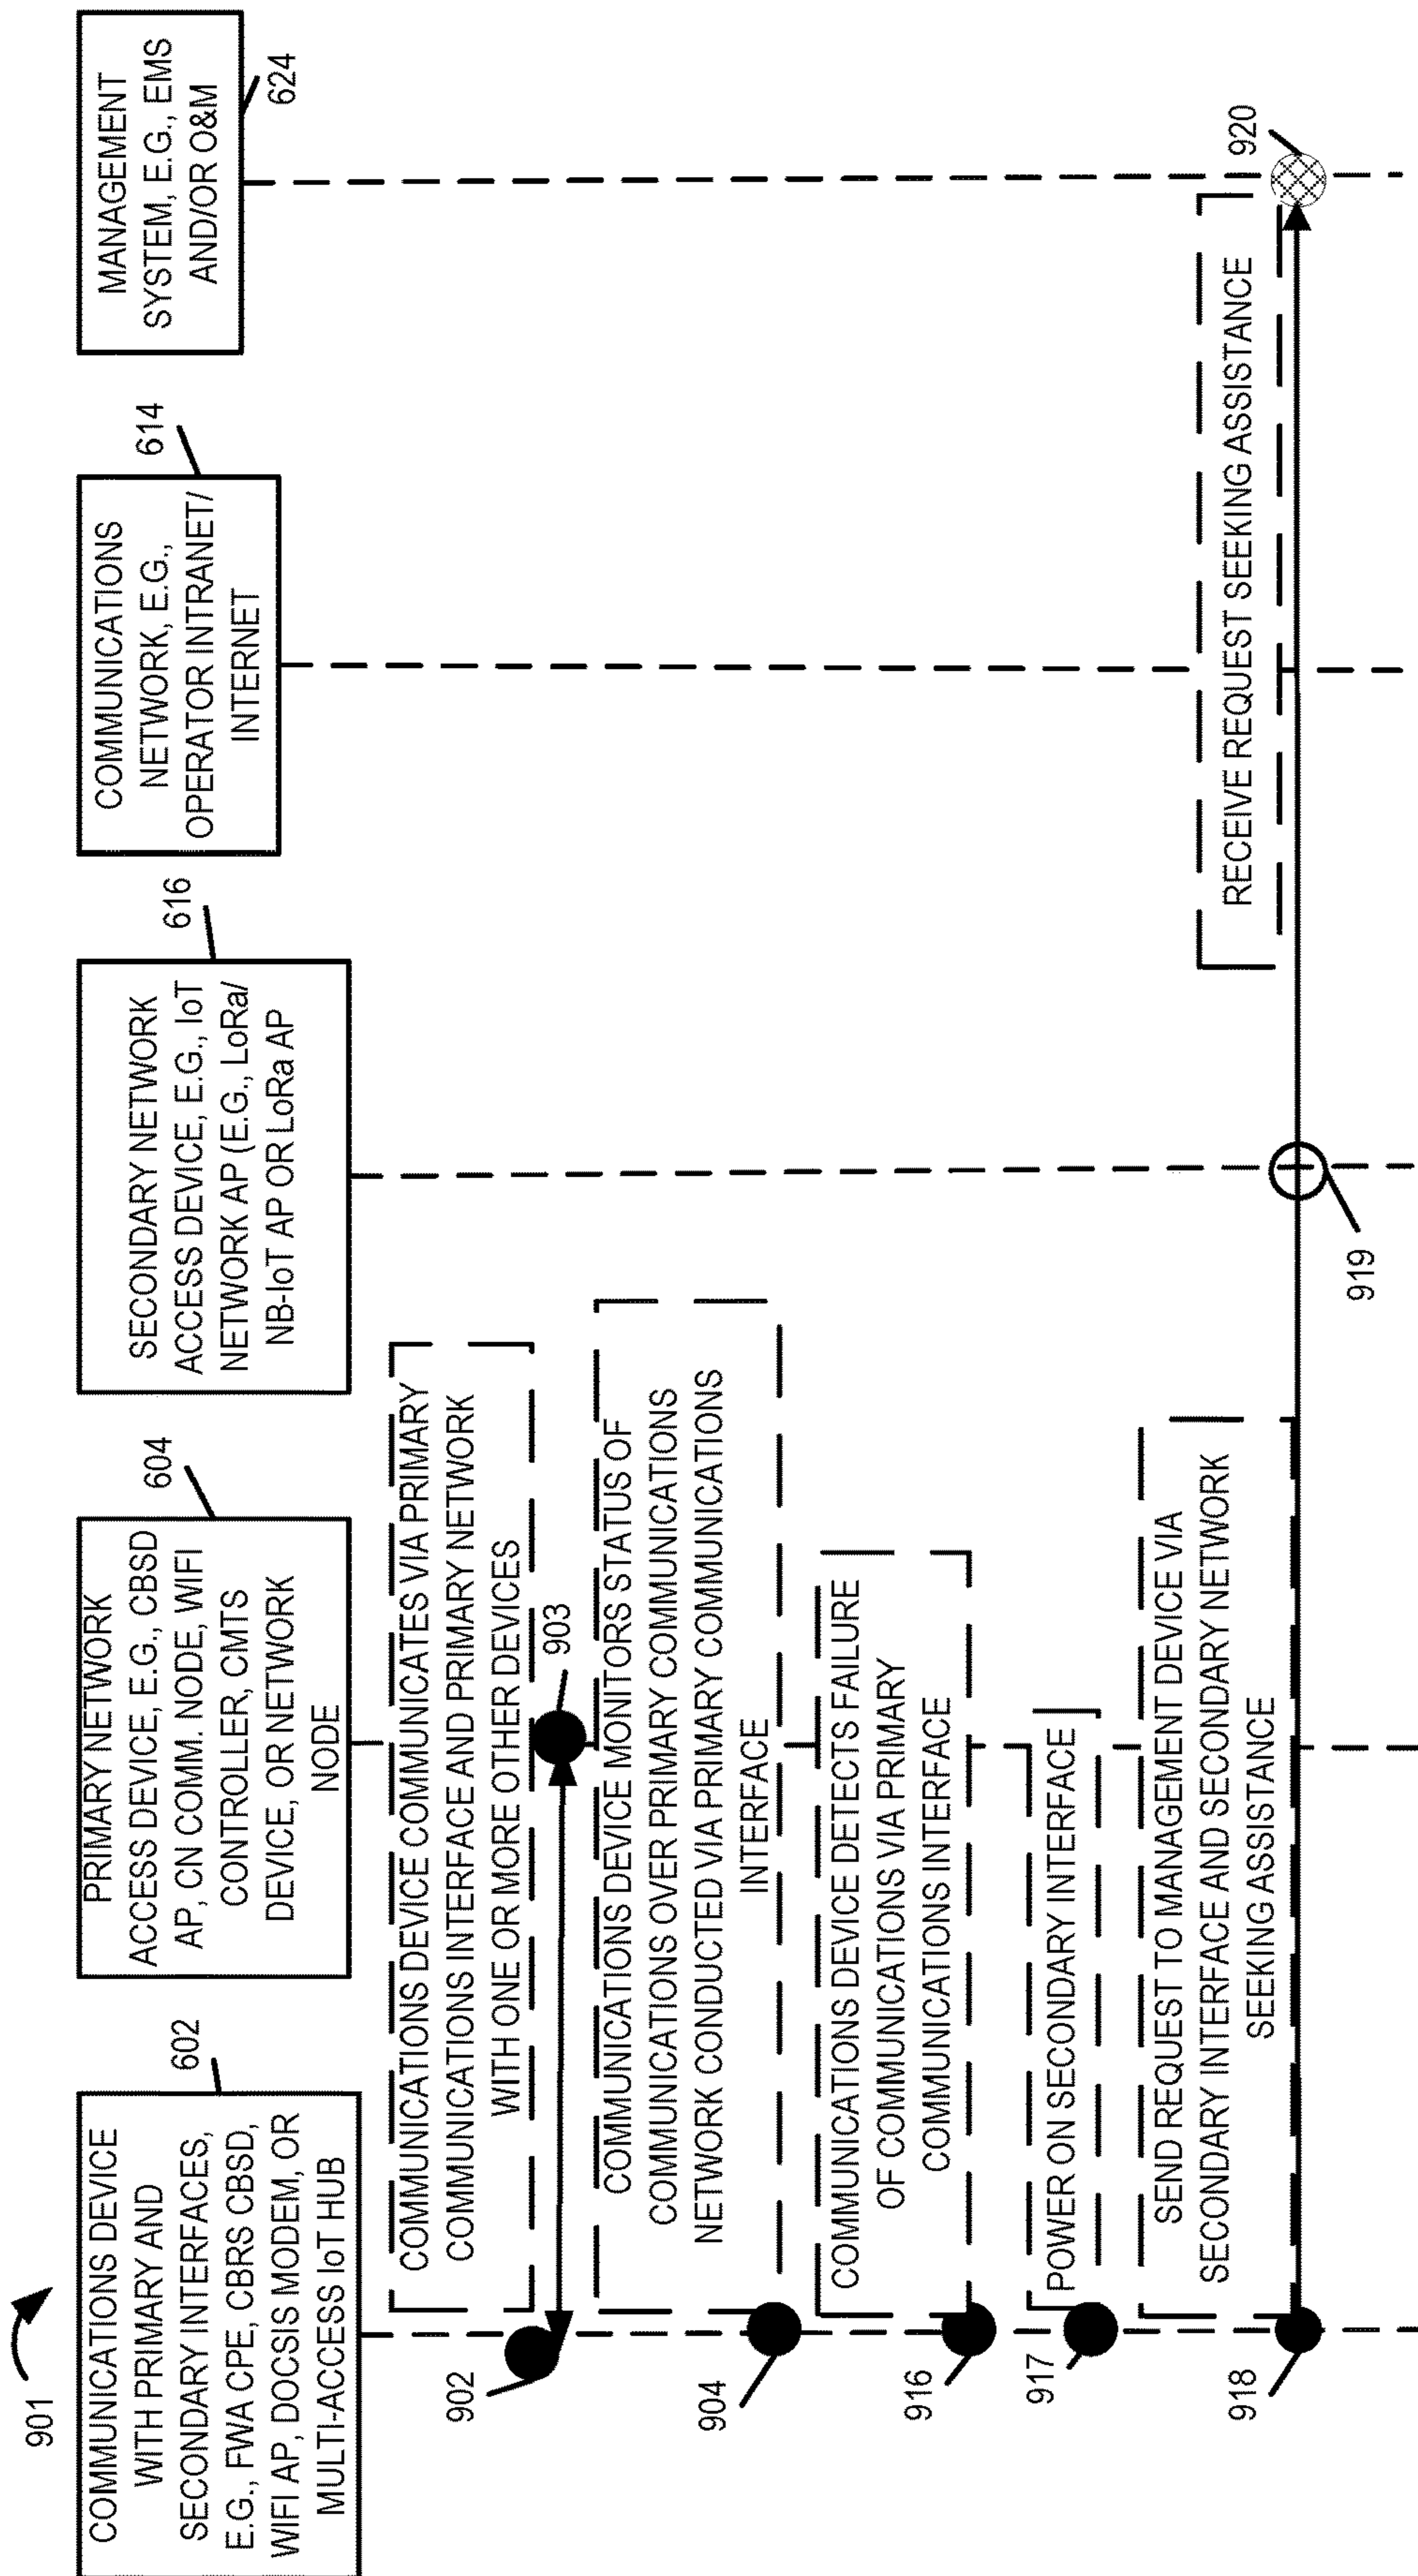 901
COMMUNICATIONS DEVICE
WITH PRIMARY AND
SECONDARY INTERFACES,
E.G., FWA CPE, CBRS CBSD,
WIFI AP, DOCSIS MODEM, OR
MULTI-ACCESS IoT HUB
602
PRIMARY NETWORK
ACCESS DEVICE, E.G., CBSD
AP, CN COMM. NODE, WIFI
CONTROLLER, CMTS
DEVICE, OR NETWORK
NODE
604
SECONDARY NETWORK
ACCESS DEVICE, E.G., IoT
NETWORK AP (E.G., LoRa/
NB-IoT AP OR LoRa AP
616
COMMUNICATIONS
NETWORK, E.G.,
OPERATOR INTRANET/
INTERNET
614
MANAGEMENT
SYSTEM, E.G., EMS
AND/OR O&M
624
COMMUNICATIONS DEVICE COMMUNICATES VIA PRIMARY
COMMUNICATIONS INTERFACE AND PRIMARY NETWORK
WITH ONE OR MORE OTHER DEVICES
902
903
COMMUNICATIONS DEVICE MONITORS STATUS OF
COMMUNICATIONS OVER PRIMARY COMMUNICATIONS
NETWORK CONDUCTED VIA PRIMARY COMMUNICATIONS
INTERFACE
904
COMMUNICATIONS DEVICE DETECTS FAILURE
OF COMMUNICATIONS VIA PRIMARY
COMMUNICATIONS INTERFACE
916
POWER ON SECONDARY INTERFACE
917
SEND REQUEST TO MANAGEMENT DEVICE VIA
SECONDARY INTERFACE AND SECONDARY NETWORK
SEEKING ASSISTANCE
918
919
RECEIVE REQUEST SEEKING ASSISTANCE
920